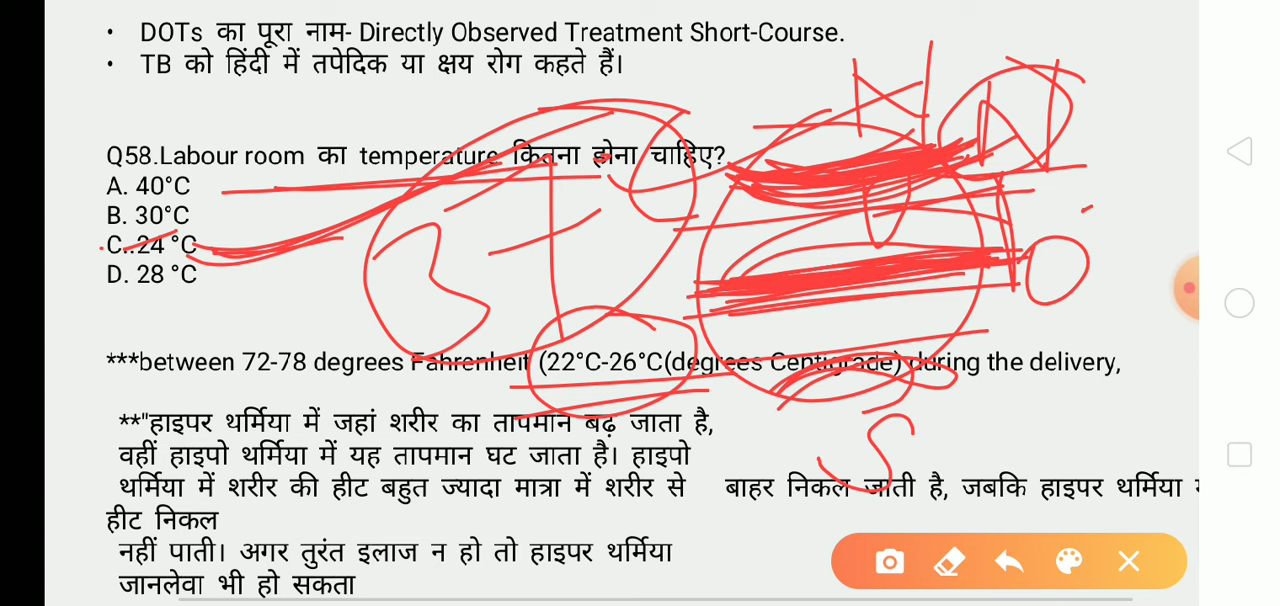 • DOTs का पूरा नाम- Directly Observed Treatment Short-Course.
• TB को हिंदी में तपेदिक या क्षय रोग कहते हैं।
Q58.Labour room का temperature कितना होना चाहिए?
A. 40°C
B. 30°C
C..24 °C
D. 28 °C
***between 72-78 degrees Fahrenheit (22°C-26°C(degrees Centigrade) during the delivery,
**"हाइपर थर्मिया में जहां शरीर का तापमान बढ़ जाता है,
वहीं हाइपो थर्मिया में यह तापमान घट जाता है। हाइपो
थर्मिया में शरीर की हीट बहुत ज्यादा मात्रा में शरीर से बाहर निकल जाती है, जबकि हाइपर थर्मिया
हीट निकल
नहीं पाती। अगर तुरंत इलाज न हो तो हाइपर थर्मिया
जानलेवा भी हो सकता